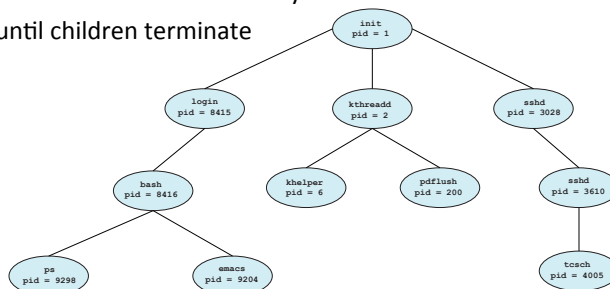 until children terminate
init
pid = 1
login
pid = 8415
kthreadd
pid = 2
sshd
pid = 3028
bash
pid = 8416
khelper
pid = 6
pdflush
pid = 200
sshd
pid = 3610
ps
pid = 9298
emacs
pid = 9204
tcsch
pid = 4005